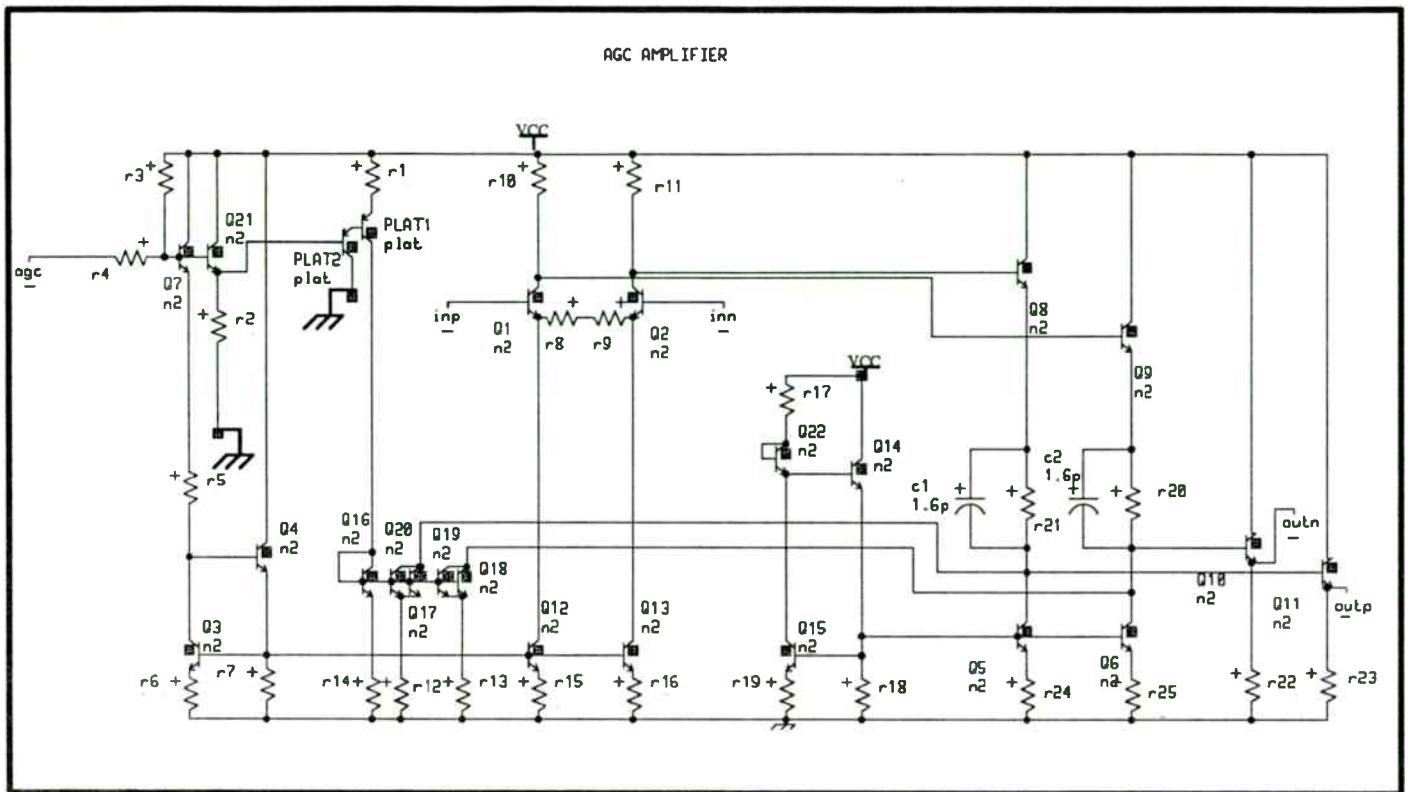 AGC AMPLIFIER
VCC
r3
r1
r10
r11
Q21
n2
PLAT1
plat
PLAT2
plat
agc
r4
Q7
n2
r2
inp
Q1
n2
r8
r9
Q2
n2
inn
Q8
n2
Q9
n2
VCC
r17
Q22
n2
Q14
n2
r5
c1
1.6p
r21
c2
1.6p
r20
Q4
n2
Q16
n2
Q20
n2
Q19
n2
Q18
n2
Q17
n2
outn
Q10
n2
Q11
n2
outp
Q3
n2
Q12
n2
Q13
n2
Q15
n2
Q5
n2
Q6
n2
r6
r7
r14
r12
r13
r15
r16
r19
r18
r24
r25
r22
r23